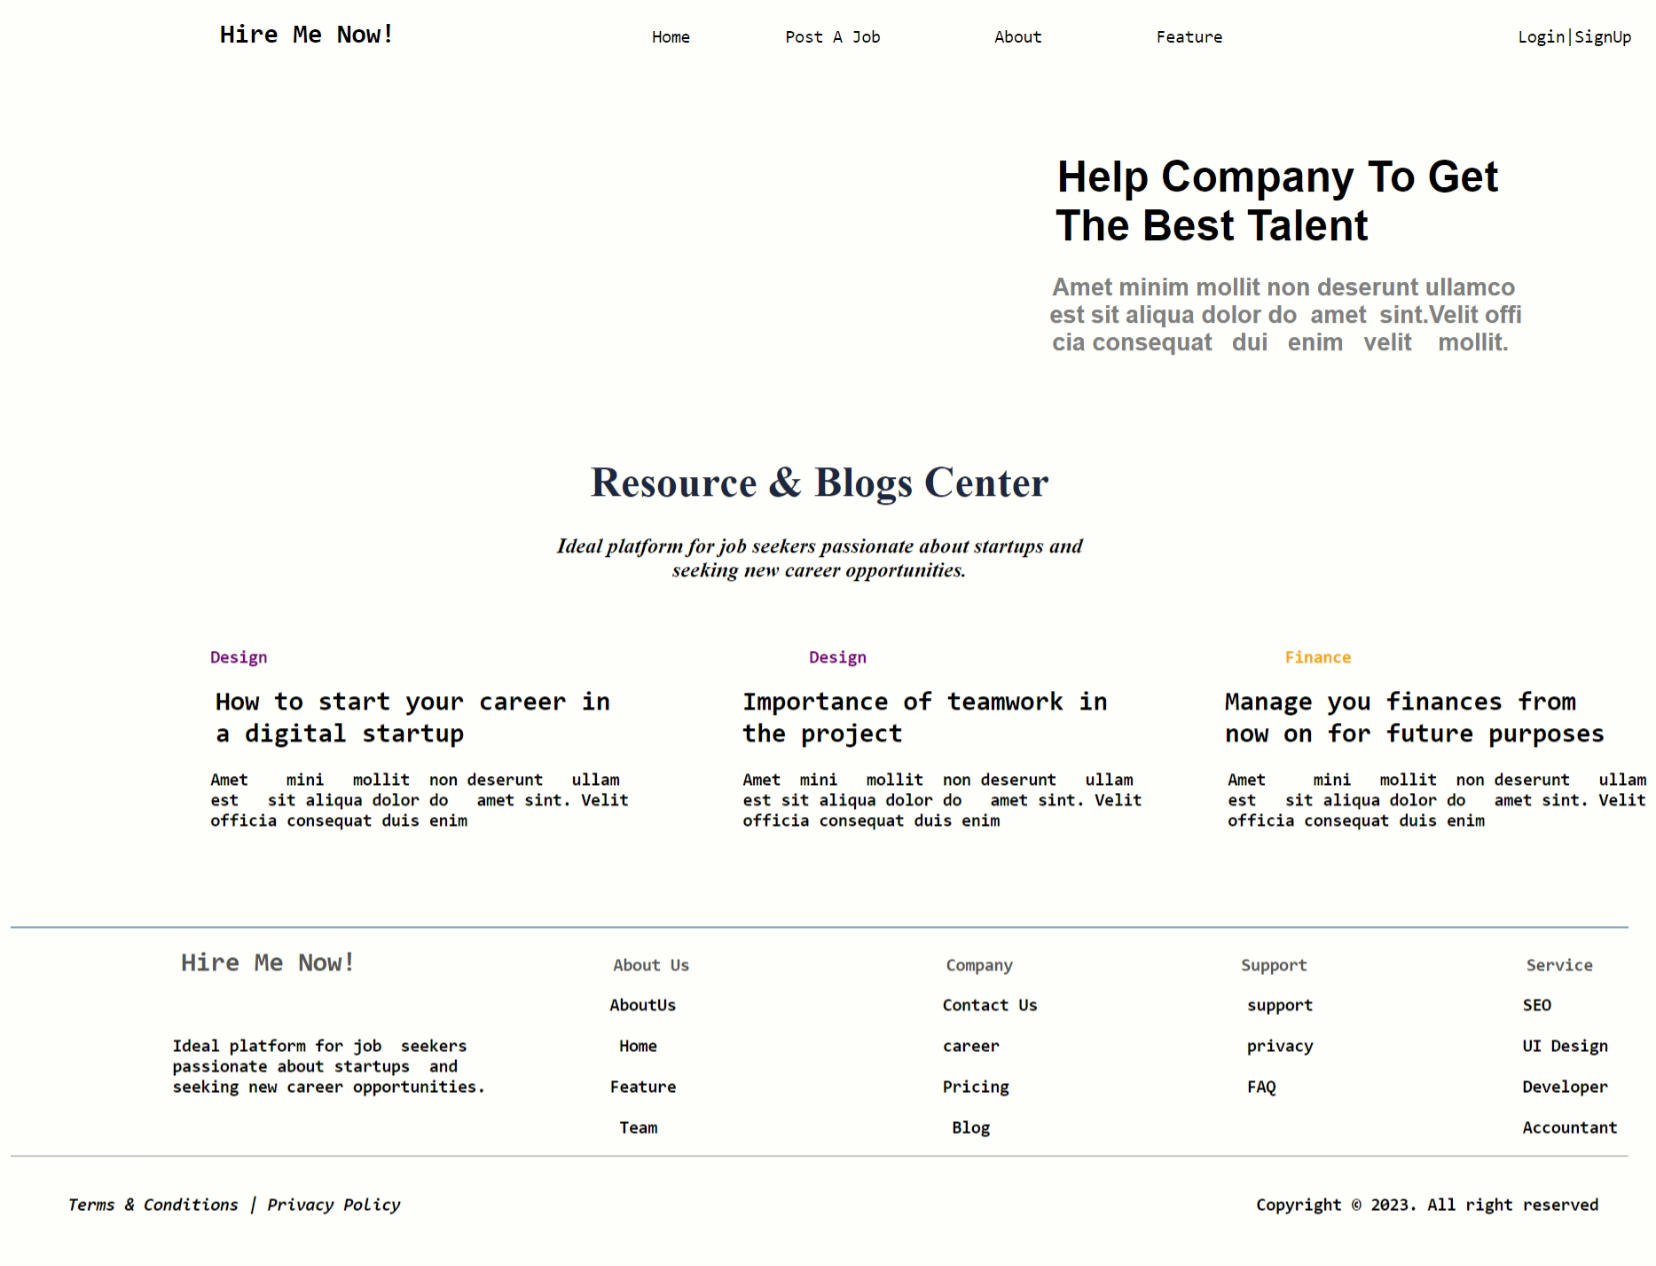 Hire Me Now! Home Post A Job About Feature Login|SignUp
Help Company To Get
The Best Talent
Amet minim mollit non deserunt ullamco
est sit aliqua dolor do amet sint.Velit offi
cia consequat dui enim velit mollit.
Resource & Blogs Center
Ideal platform for job seekers passionate about startups and
seeking new career opportunities.
Design
How to start your career in
a digital startup
Amet mini mollit non deserunt ullam
est sit aliqua dolor do amet sint. Velit
officia consequat duis enim
Design
Importance of teamwork in
the project
Amet mini mollit non deserunt ullam
est sit aliqua dolor do amet sint. Velit
officia consequat duis enim
Finance
Manage you finances from
now on for future purposes
Amet mini mollit non deserunt ullam
est sit aliqua dolor do amet sint. Velit
officia consequat duis enim
Hire Me Now!
Ideal platform for job seekers
passionate about startups and
seeking new career opportunities.
About Us
AboutUs
Home
Feature
Team
Company
Contact Us
career
Pricing
Blog
Support
support
privacy
FAQ
Service
SEO
UI Design
Developer
Accountant
Terms & Conditions | Privacy Policy
Copyright © 2023. All right reserved